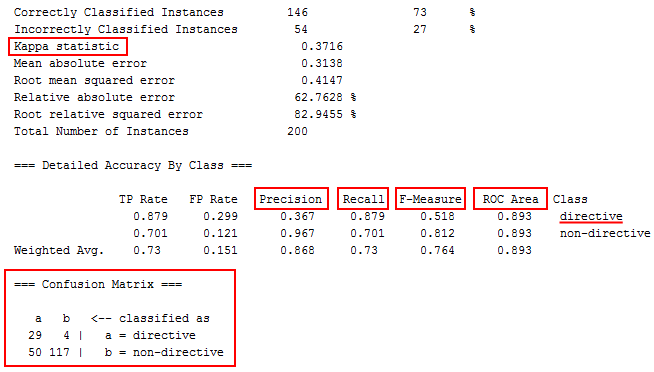 Correctly Classified Instances 146 73 %
Incorrectly Classified Instances 54 27 %
Kappa statistic 0.3716
Mean absolute error 0.3138
Root mean squared error 0.4147
Relative absolute error 62.7628 %
Root relative squared error 82.9455 %
Total Number of Instances 200
=== Detailed Accuracy By Class ===
TP Rate FP Rate Precision Recall F-Measure ROC Area Class
0.879 0.299 0.367 0.879 0.518 0.893 directive
0.701 0.121 0.967 0.701 0.812 0.893 non-directive
Weighted Avg. 0.73 0.151 0.868 0.73 0.764 0.893
=== Confusion Matrix ===
a b <-- classified as
29 4 | a = directive
50 117 | b = non-directive